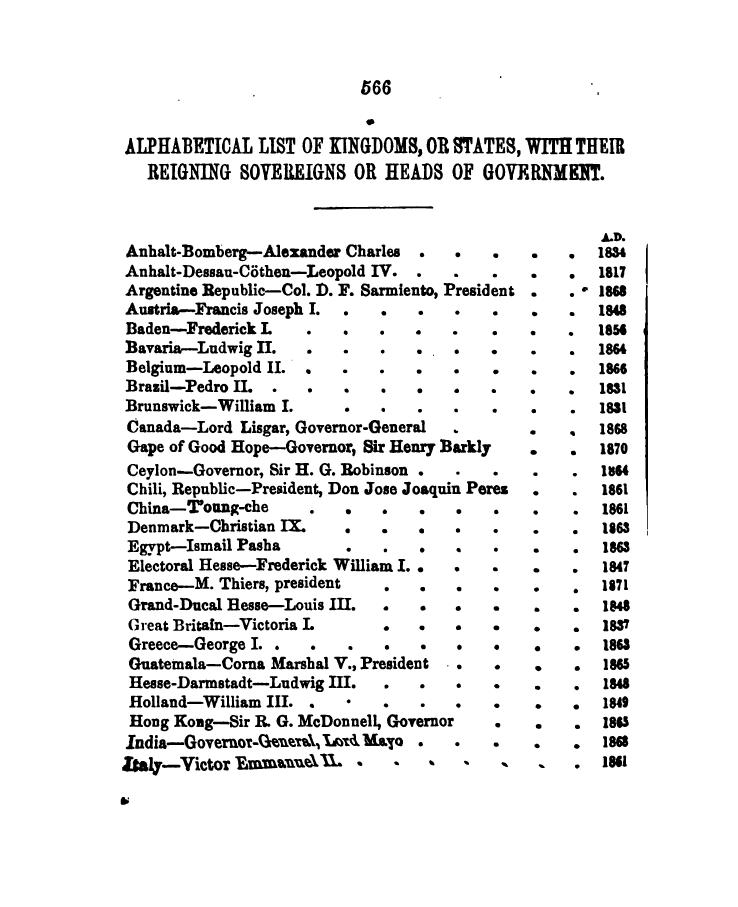 566
ALPHABETICAL LIST OF KINGDOMS, OR STATES, WITH THEIR
REIGNING SOVEREIGNS OR HEADS OF GOVERNMENT.
A.D.
Anhalt-Bomberg—Alexander Charles . . . . . 1834
Anhalt-Dessau-Cöthen—Leopold IV. . . . . . 1817
Argentine Republic—Col. D. F. Sarmiento, President . . 1868
Austria—Francis Joseph I. . . . . . . . 1848
Baden—Frederick I. . . . . . . . . 1856
Bavaria—Ludwig II. . . . . . . . . 1864
Belgium—Leopold II. . . . . . . . . 1866
Brazil—Pedro II. . . . . . . . . . 1831
Brunswick—William I. . . . . . . . 1831
Canada—Lord Lisgar, Governor-General . . . 1868
Gape of Good Hope—Governor, Sir Henry Barkly . . 1870
Ceylon—Governor, Sir H. G. Robinson . . . . . 1864
Chili, Republic—President, Don Jose Joaquin Perez . . 1861
China—T'oung-che . . . . . . . . 1861
Denmark—Christian IX. . . . . . . . 1863
Egypt—Ismail Pasha . . . . . . . 1863
Electoral Hesse—Frederick William I. . . . . . 1847
France—M. Thiers, president . . . . . . 1871
Grand-Ducal Hesse—Louis III. . . . . . . 1848
Great Britain—Victoria I. . . . . . . 1837
Greece—George I. . . . . . . . . . 1863
Guatemala—Corna Marshal V., President . . . . 1865
Hesse-Darmstadt—Ludwig III. . . . . . . 1848
Holland—William III. . . . . . . . . 1849
Hong Kong—Sir R. G. McDonnell, Governor . . . 1865
India—Governor-General, Lord Mayo . . . . . 1868
Italy—Victor Emmanuel II. . . . . . . . 1861